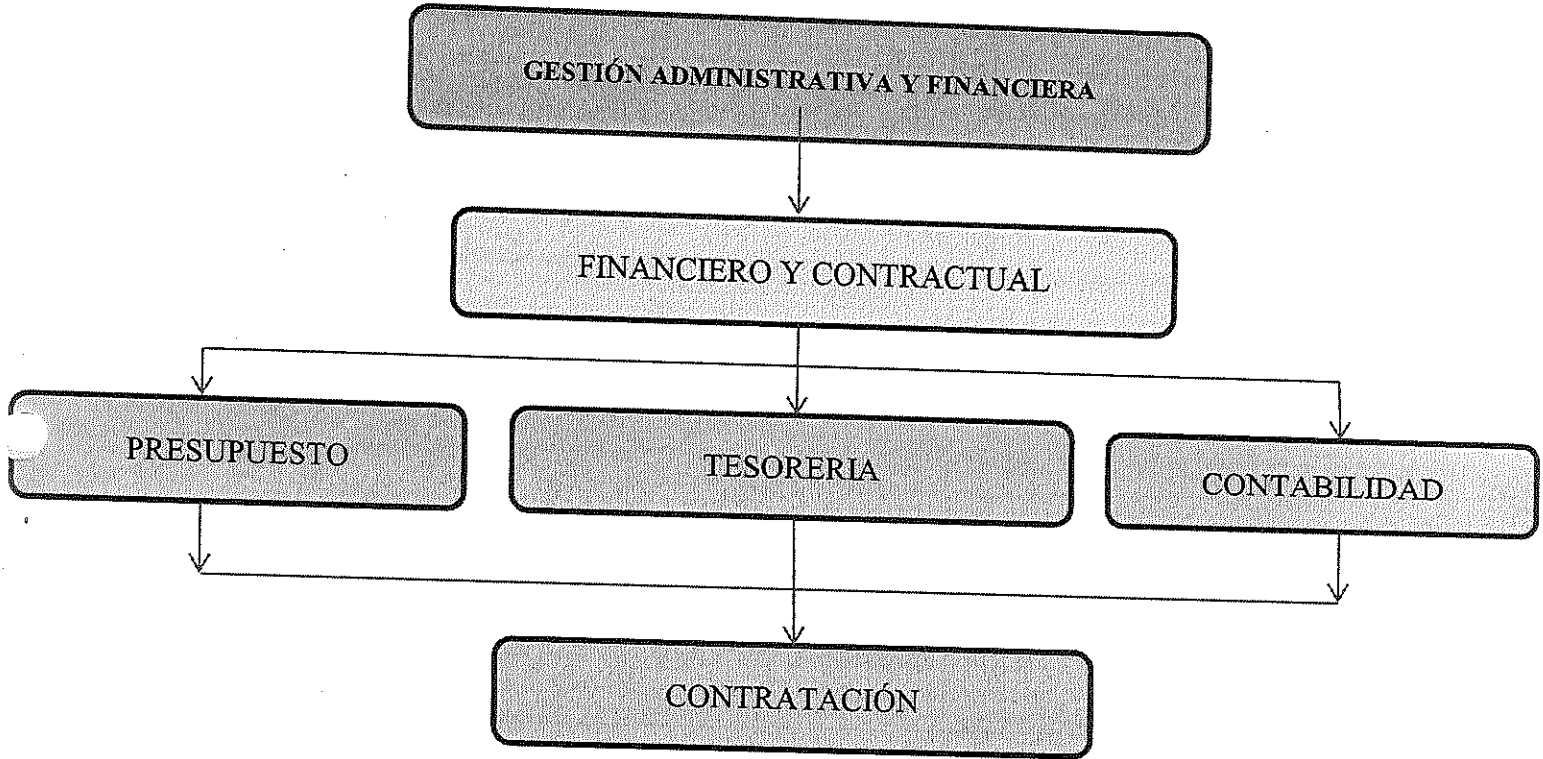 GESTIÓN ADMINISTRATIVA Y FINANCIERA
FINANCIERO Y CONTRACTUAL
PRESUPUESTO
TESORERIA
CONTABILIDAD
CONTRATACIÓN